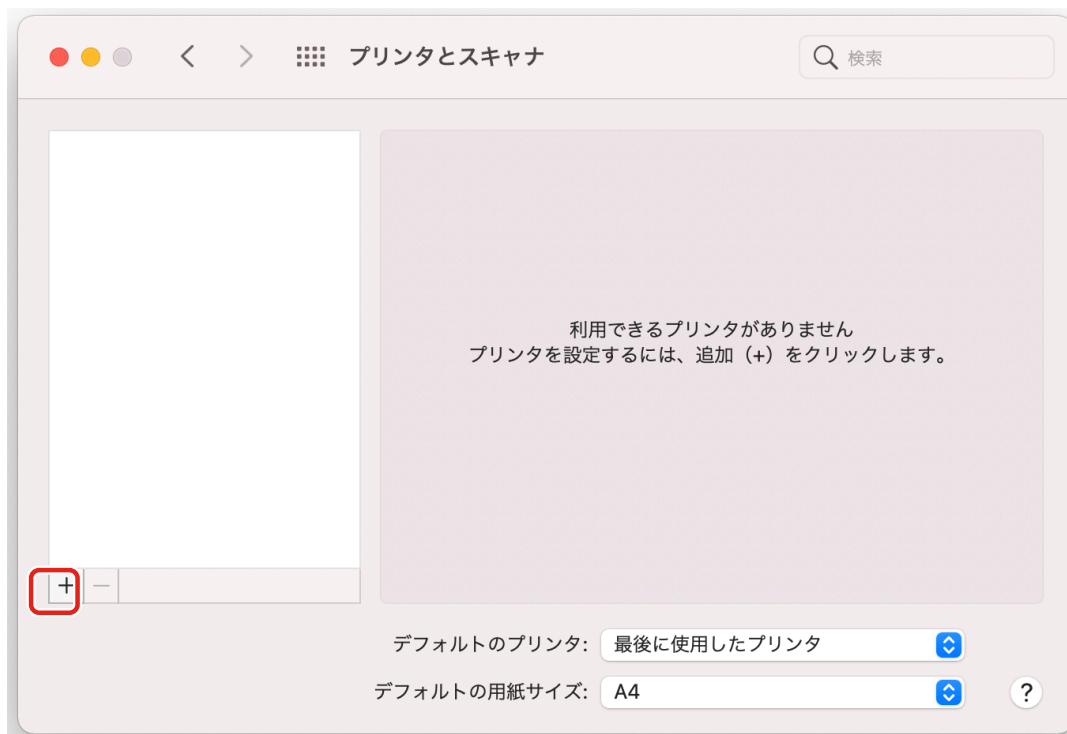 プリンタとスキャナ
検索
利用できるプリンタがありません
プリンタを設定するには、追加（+）をクリックします。
+ −
デフォルトのプリンタ: 最後に使用したプリンタ
デフォルトの用紙サイズ: A4
?